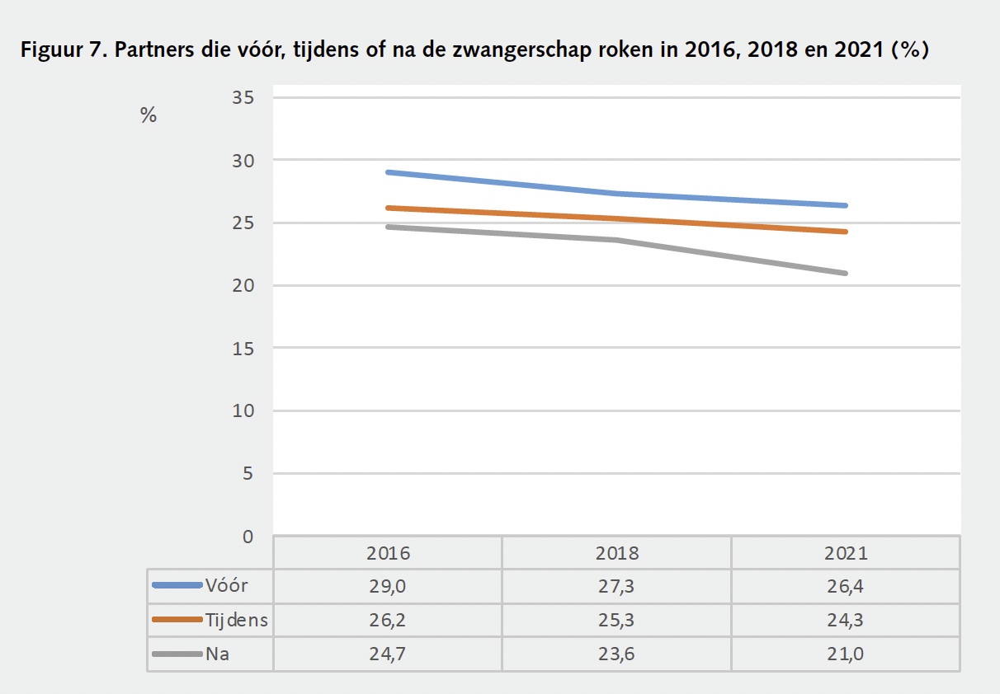 Figuur 7. Partners die vóór, tijdens of na de zwangerschap roken in 2016, 2018 en 2021 (%)
%
35
30
25
20
15
10
5
0
2016 2018 2021
Vóór 29,0 27,3 26,4
Tijdens 26,2 25,3 24,3
Na 24,7 23,6 21,0